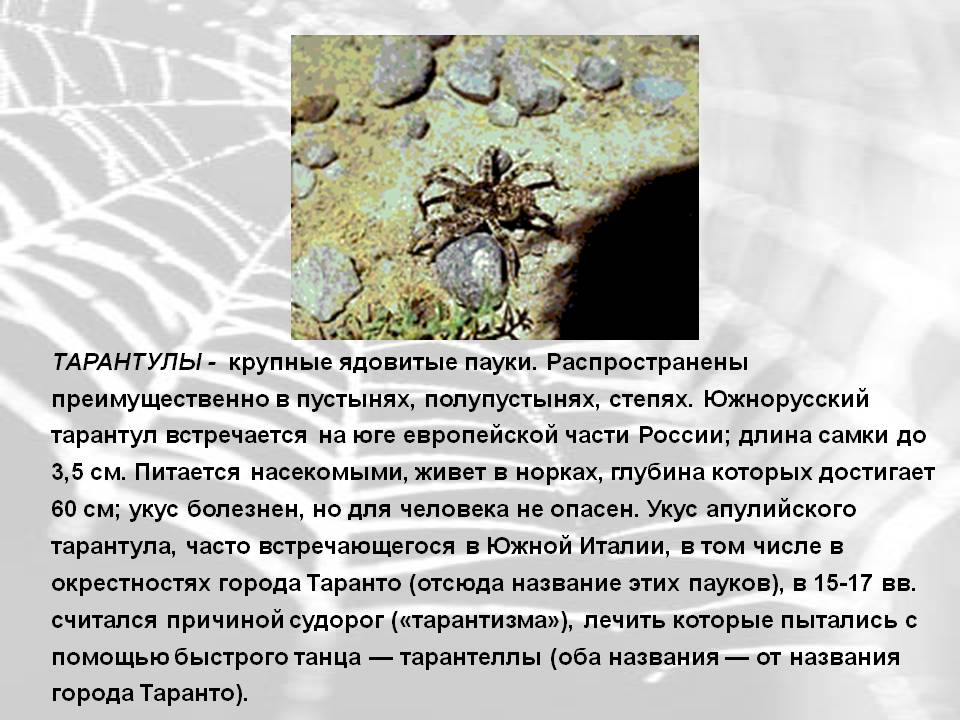 ТАРАНТУЛЫ - крупные ядовитые пауки. Распространены
преимущественно в пустынях, полупустынях, степях. Южнорусский
тарантул встречается на юге европейской части России; длина самки до
3,5 см. Питается насекомыми, живет в норках, глубина которых достигает
60 см; укус болезнен, но для человека не опасен. Укус апулийского
тарантула, часто встречающегося в Южной Италии, в том числе в
окрестностях города Таранто (отсюда название этих пауков), в 15-17 вв.
считался причиной судорог («тарантизма»), лечить которые пытались с
помощью быстрого танца — тарантеллы (оба названия — от названия
города Таранто).